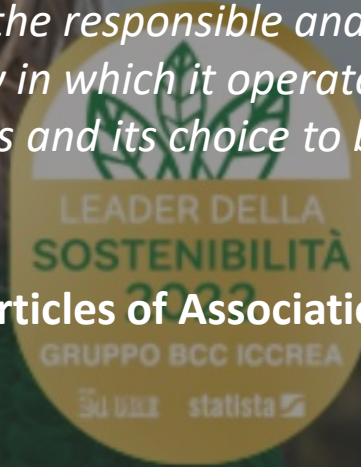 the responsible and
in which it operat
s and its choice to b
LEADER DELLA
SOSTENIBILITÀ
rticles of Associati
GRUPPO BCC ICCREA
statista